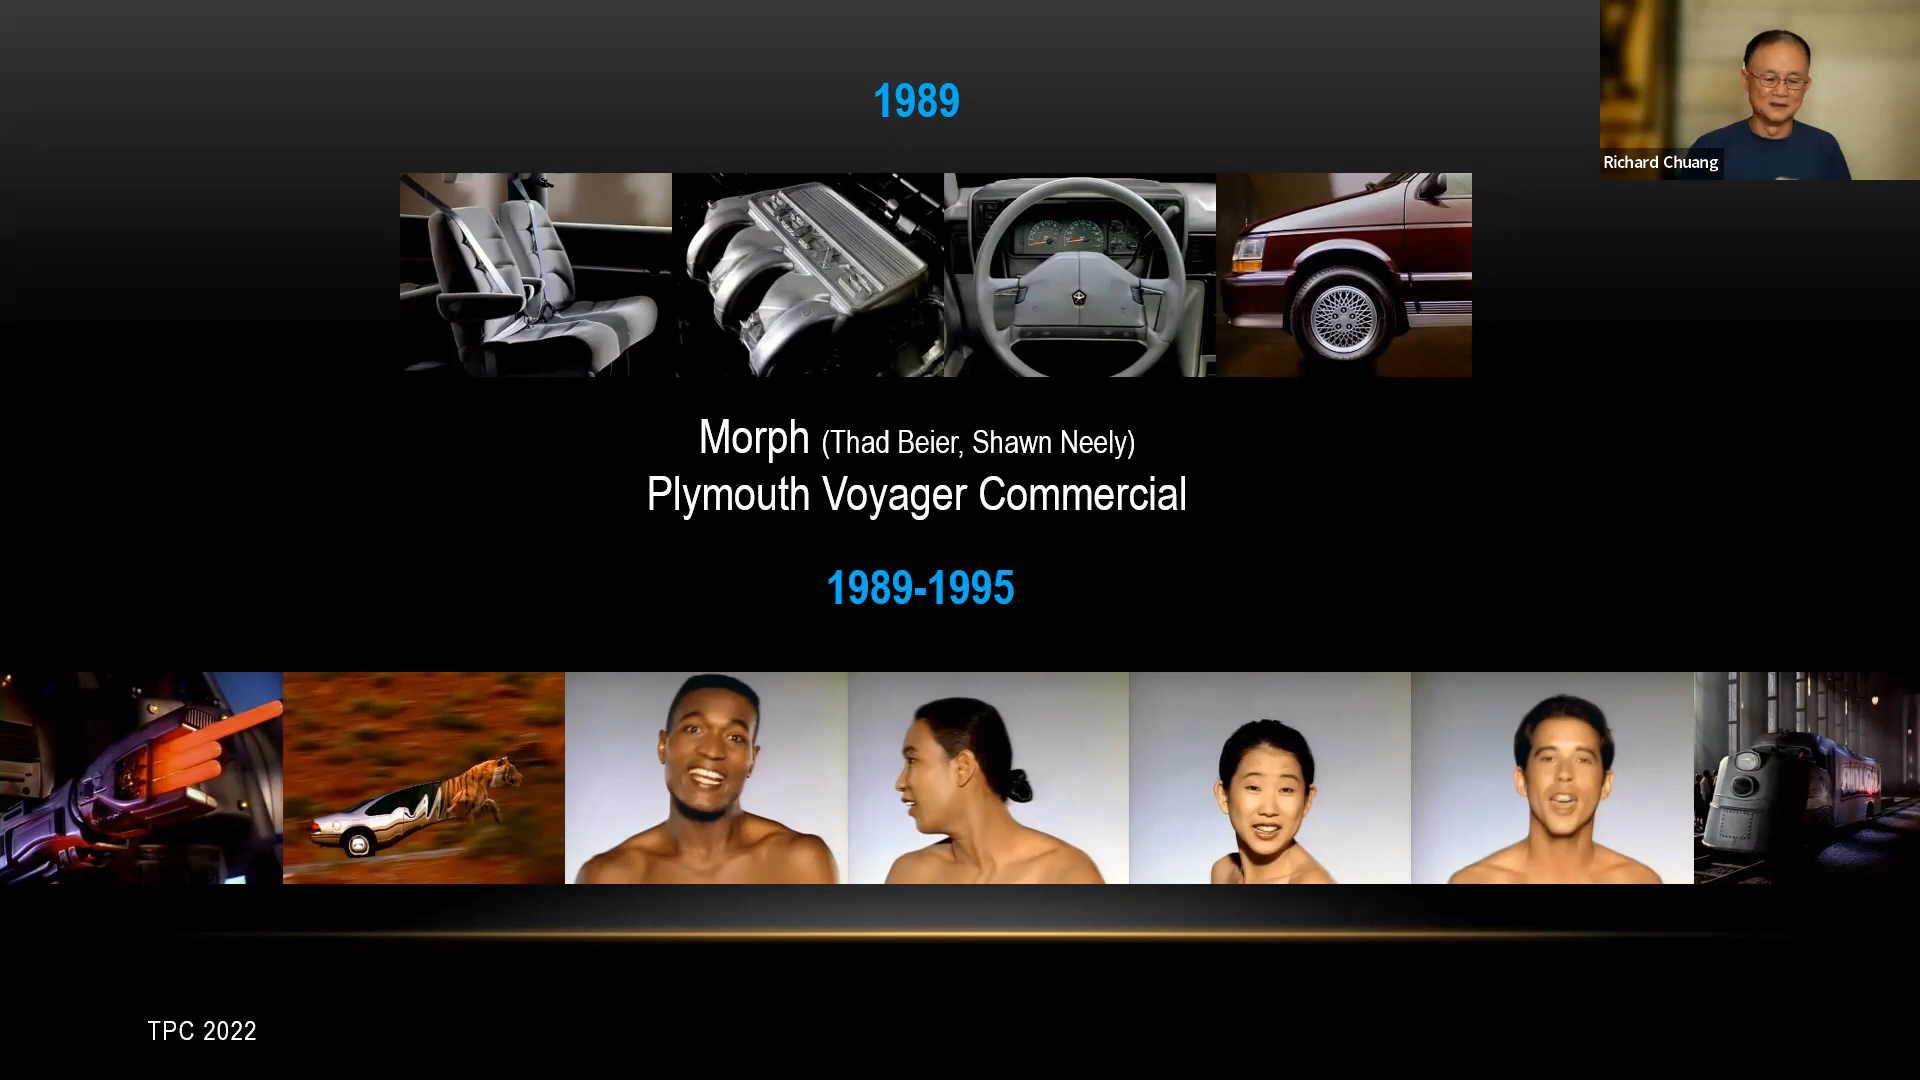 1989
Richard Chuang
Morph (Thad Beier, Shawn Neely)
Plymouth Voyager Commercial
1989-1995
TPC 2022